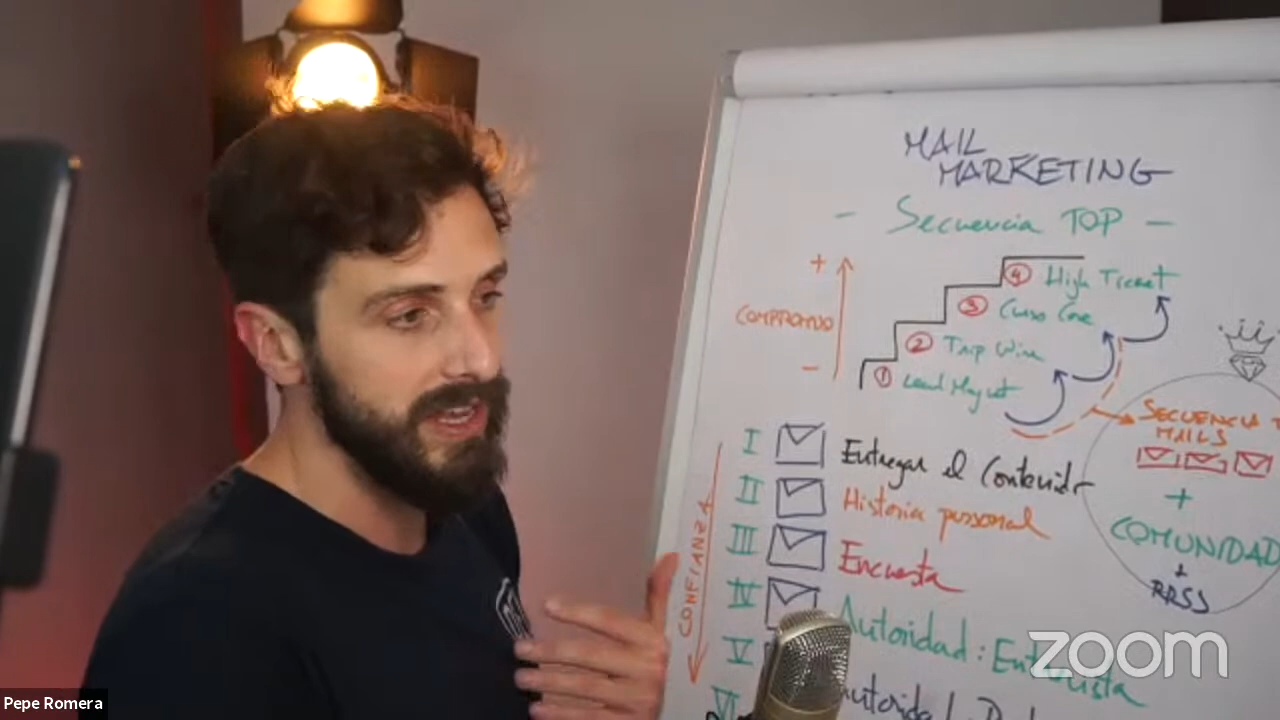 MAIL
MARKETING
- Secuencia TOP -
+
④ High Ticket
③ Curso Core
COMPROMISO
② Trip Wire
-
① Lead Magnet
SECUENCIA
MAILS
I Entregar el Contenido
II Historia personal
+
COMUNIDAD
III Encuesta
+
RRSS
CONFIANZA
IV Autoridad: Entrevista
V
VI Autoridad
zoom
Pepe Romera